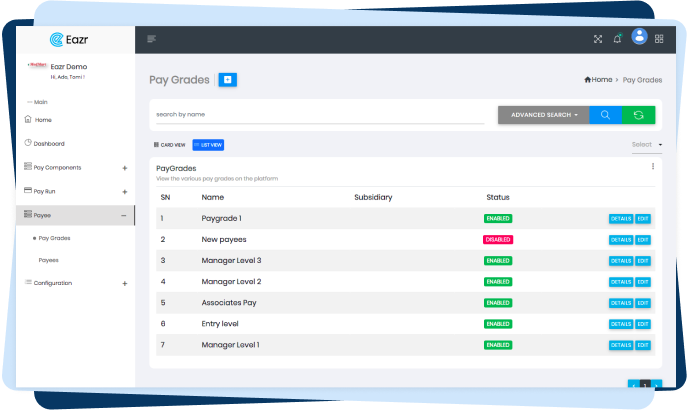 Eazr
Eazr Demo
Hi, Ada, Tomi !
Main
Home
Dashboard
Pay Components +
Pay Run +
Payee −
Pay Grades
Payees
Configuration +
Pay Grades
Home > Pay Grades
search by name
ADVANCED SEARCH
CARD VIEW LIST VIEW
Select
PayGrades
View the various pay grades on the platform
SN Name Subsidiary Status
1 Paygrade 1 ENABLED DETAILS EDIT
2 New payees DISABLED DETAILS EDIT
3 Manager Level 3 ENABLED DETAILS EDIT
4 Manager Level 2 ENABLED DETAILS EDIT
5 Associates Pay ENABLED DETAILS EDIT
6 Entry level ENABLED DETAILS EDIT
7 Manager Level 1 ENABLED DETAILS EDIT
1